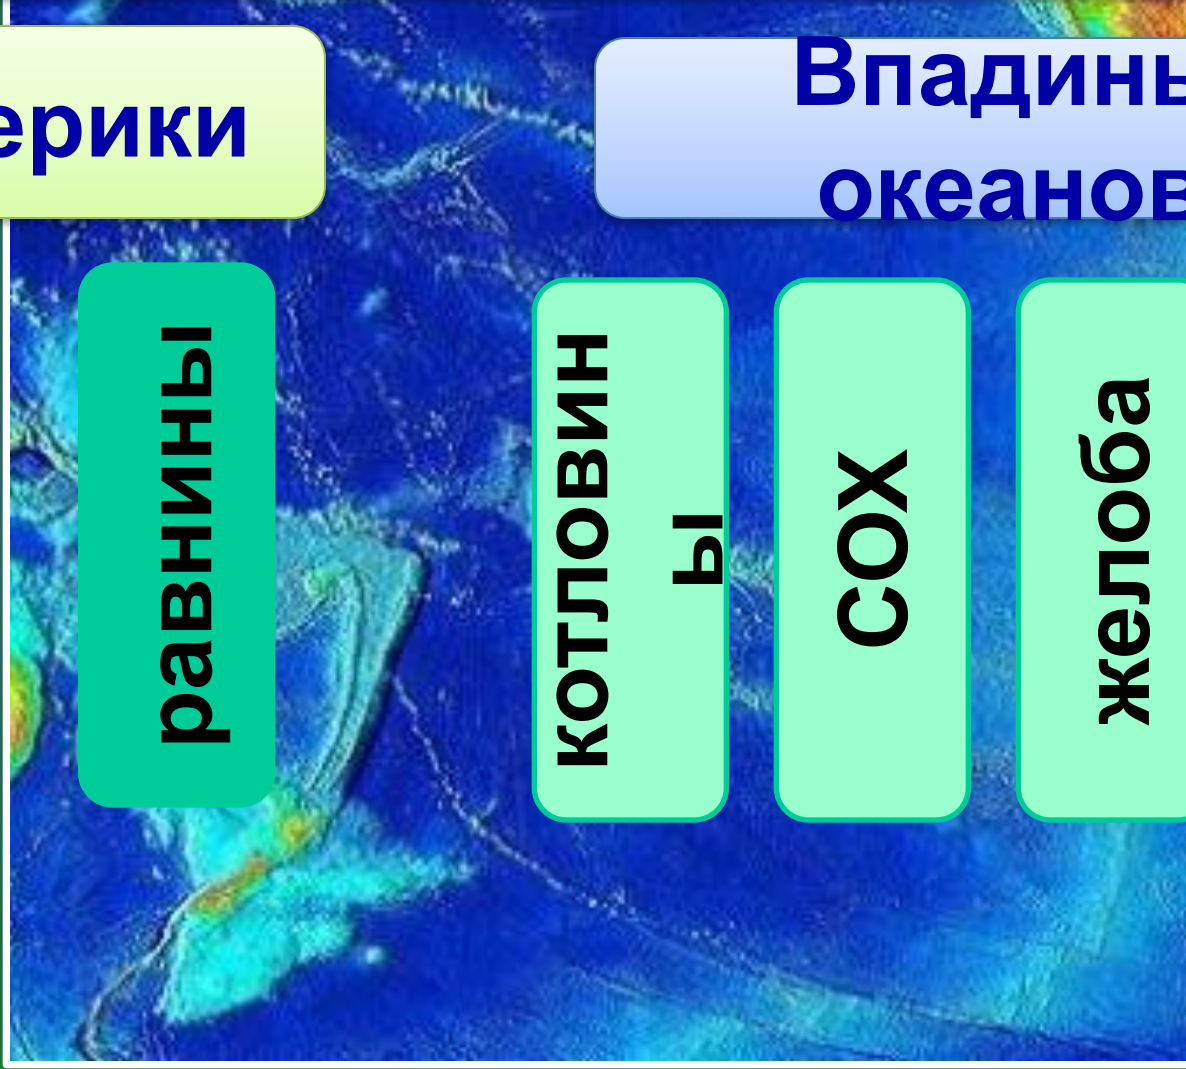 ерики
Впадины
океанов
равнины
котловин
ы
СОХ
желоба